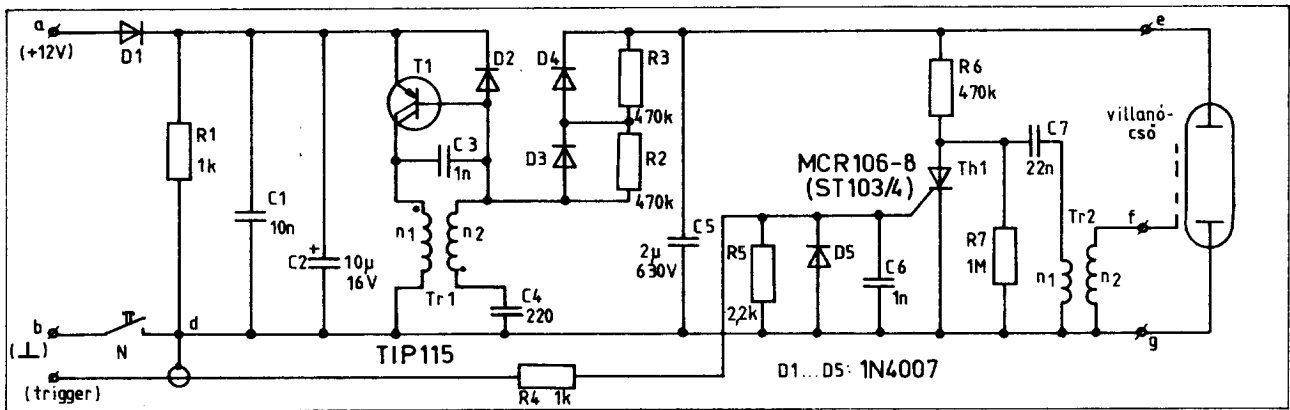 a
(+12V)
D1
R1
1k
C1
10n
C2
+
10μ
16V
T1
D2
C3
1n
n1
n2
Tr1
C4
220
D4
D3
R3
470k
R2
470k
C5
2μ
630V
R5
2,2k
D5
C6
1n
MCR106-8
(ST103/4)
Th1
R6
470k
C7
22n
R7
1M
Tr2
n1
n2
villanó-
cső
e
f
g
b
(⊥)
N
d
(trigger)
TIP115
R4 1k
D1...D5: 1N4007